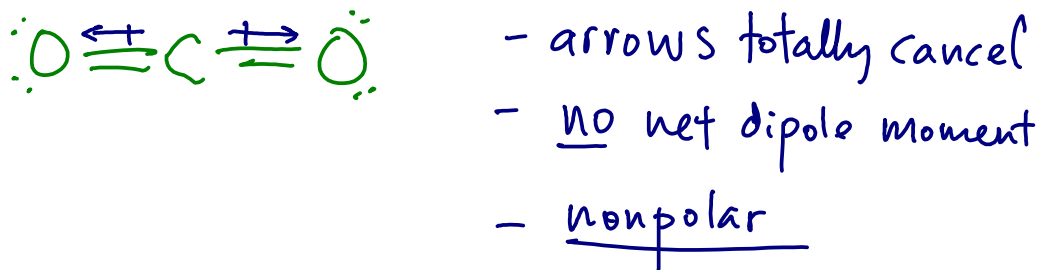 O=C=O
- arrows totally cancel
- no net dipole moment
- nonpolar